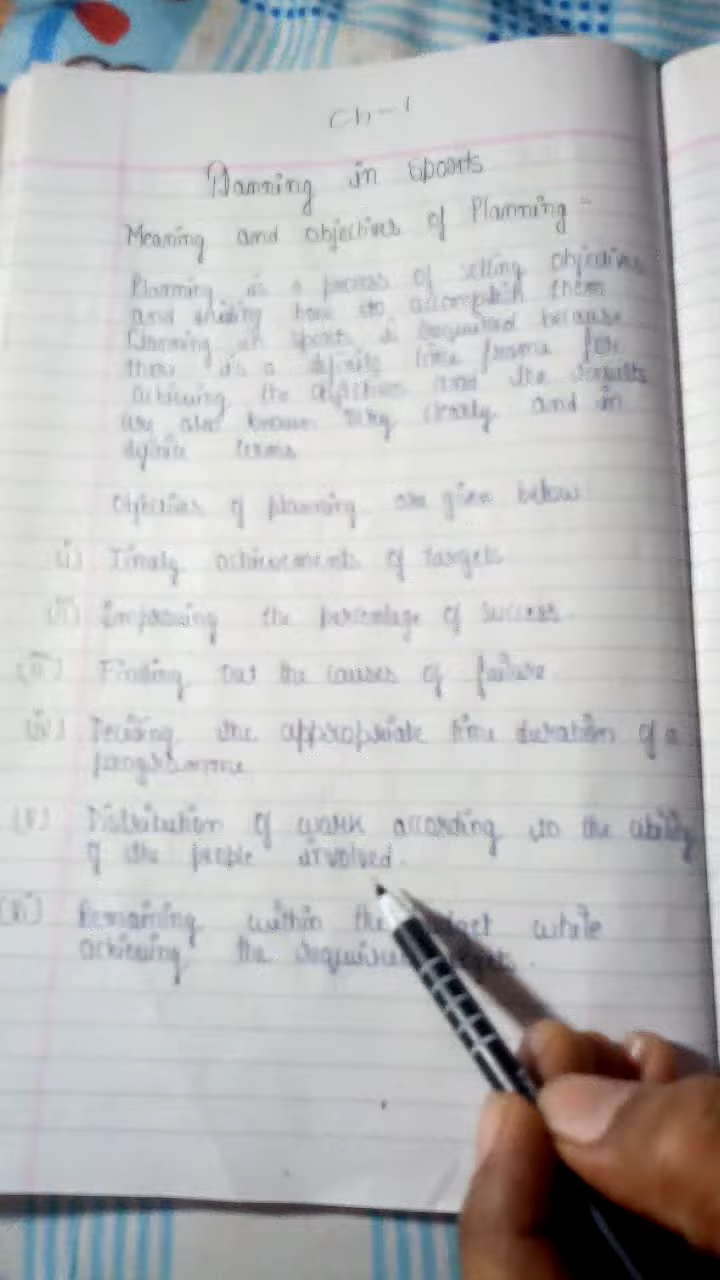 Ch-1
Planning in Sports
Meaning and objectives of Planning -
Planning is a process of setting objectives
and how to accomplish them
Planning in sports is required because
there is a definite time frame for
achieving the objectives and the results
are also known very clearly and in
definite terms
Objectives of planning are given below:
(i) Timely achievements of targets
(ii) Improving the percentage of success.
(iii) Finding out the causes of failure
(iv) Deciding the appropriate time duration of a
programme
(v) Distribution of work according to the ability
of the people involved.
(vi) Remaining within the while
achieving the